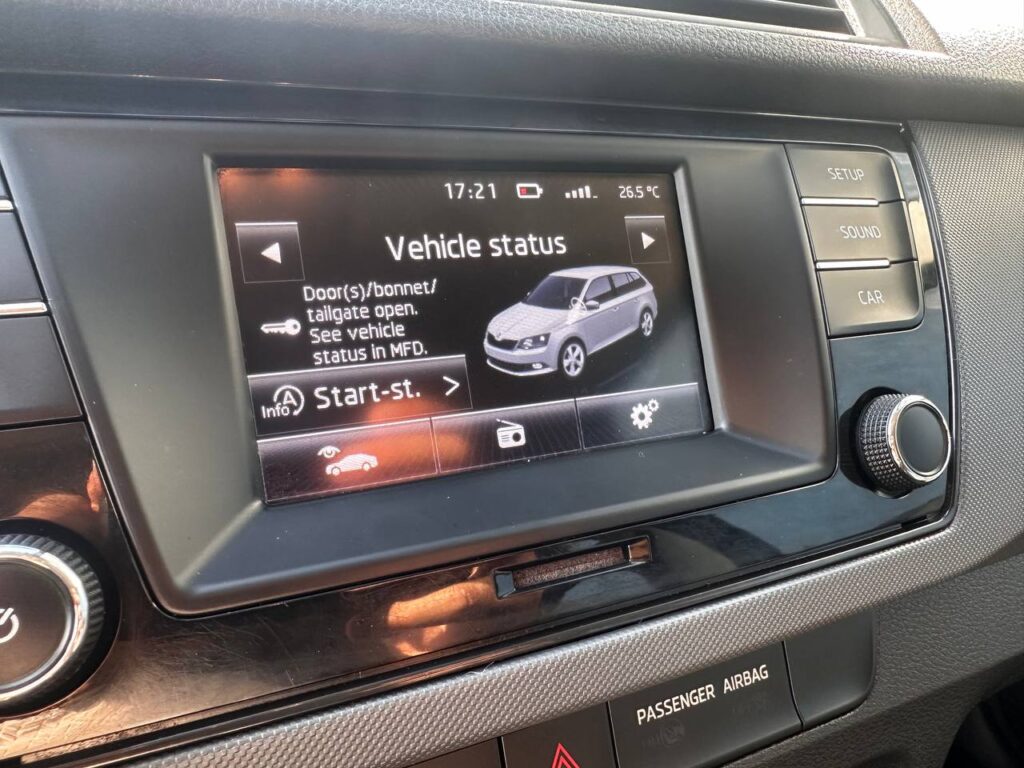 17:21 26.5 °C
Vehicle status
Door(s)/bonnet/
tailgate open.
See vehicle
status in MFD.
A
Info
Start-st. >
SETUP
SOUND
CAR
PASSENGER AIRBAG